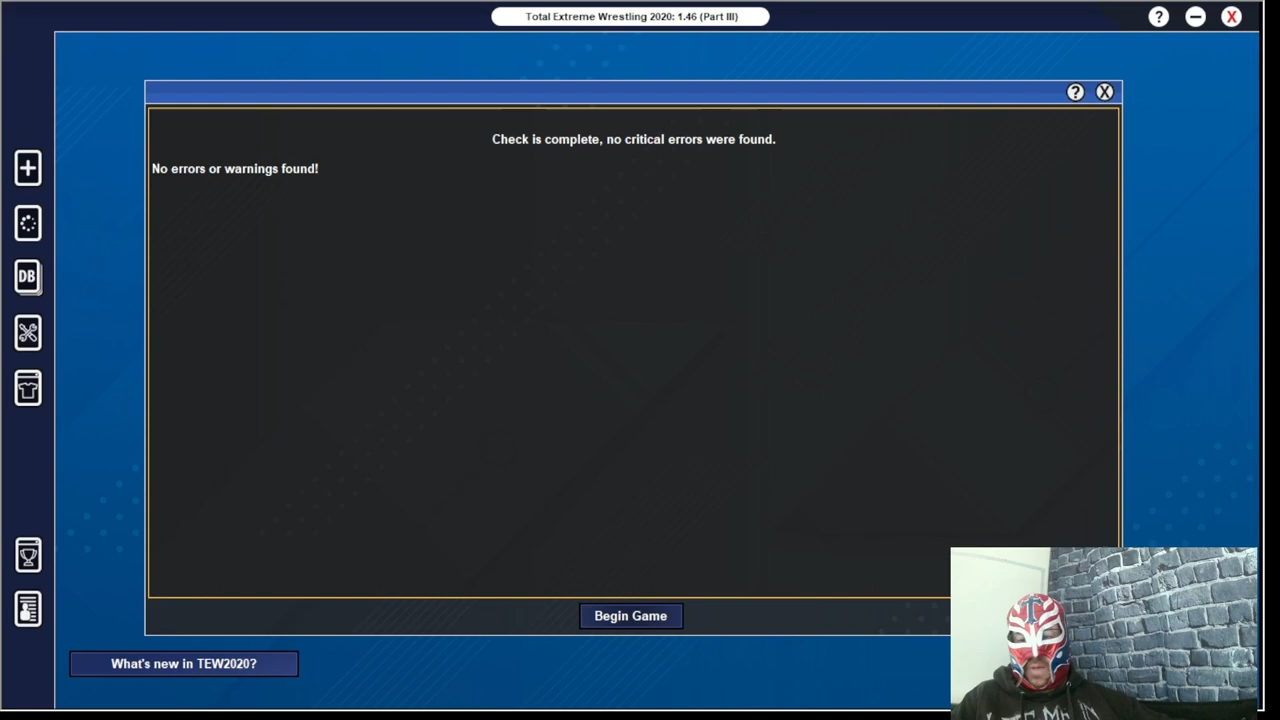 Total Extreme Wrestling 2020: 1.46 (Part III)
?
X
? X
Check is complete, no critical errors were found.
No errors or warnings found!
DB
Begin Game
What's new in TEW2020?